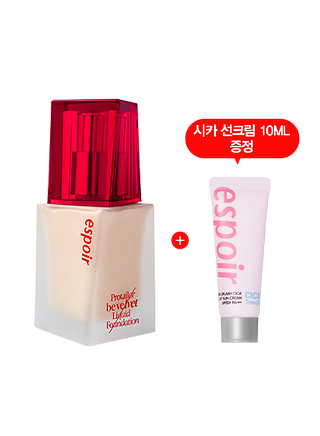 시카 선크림 10ML
증정
espoir
Protailor
be velvet
Liquid
Foundation
+
espoir
CICA